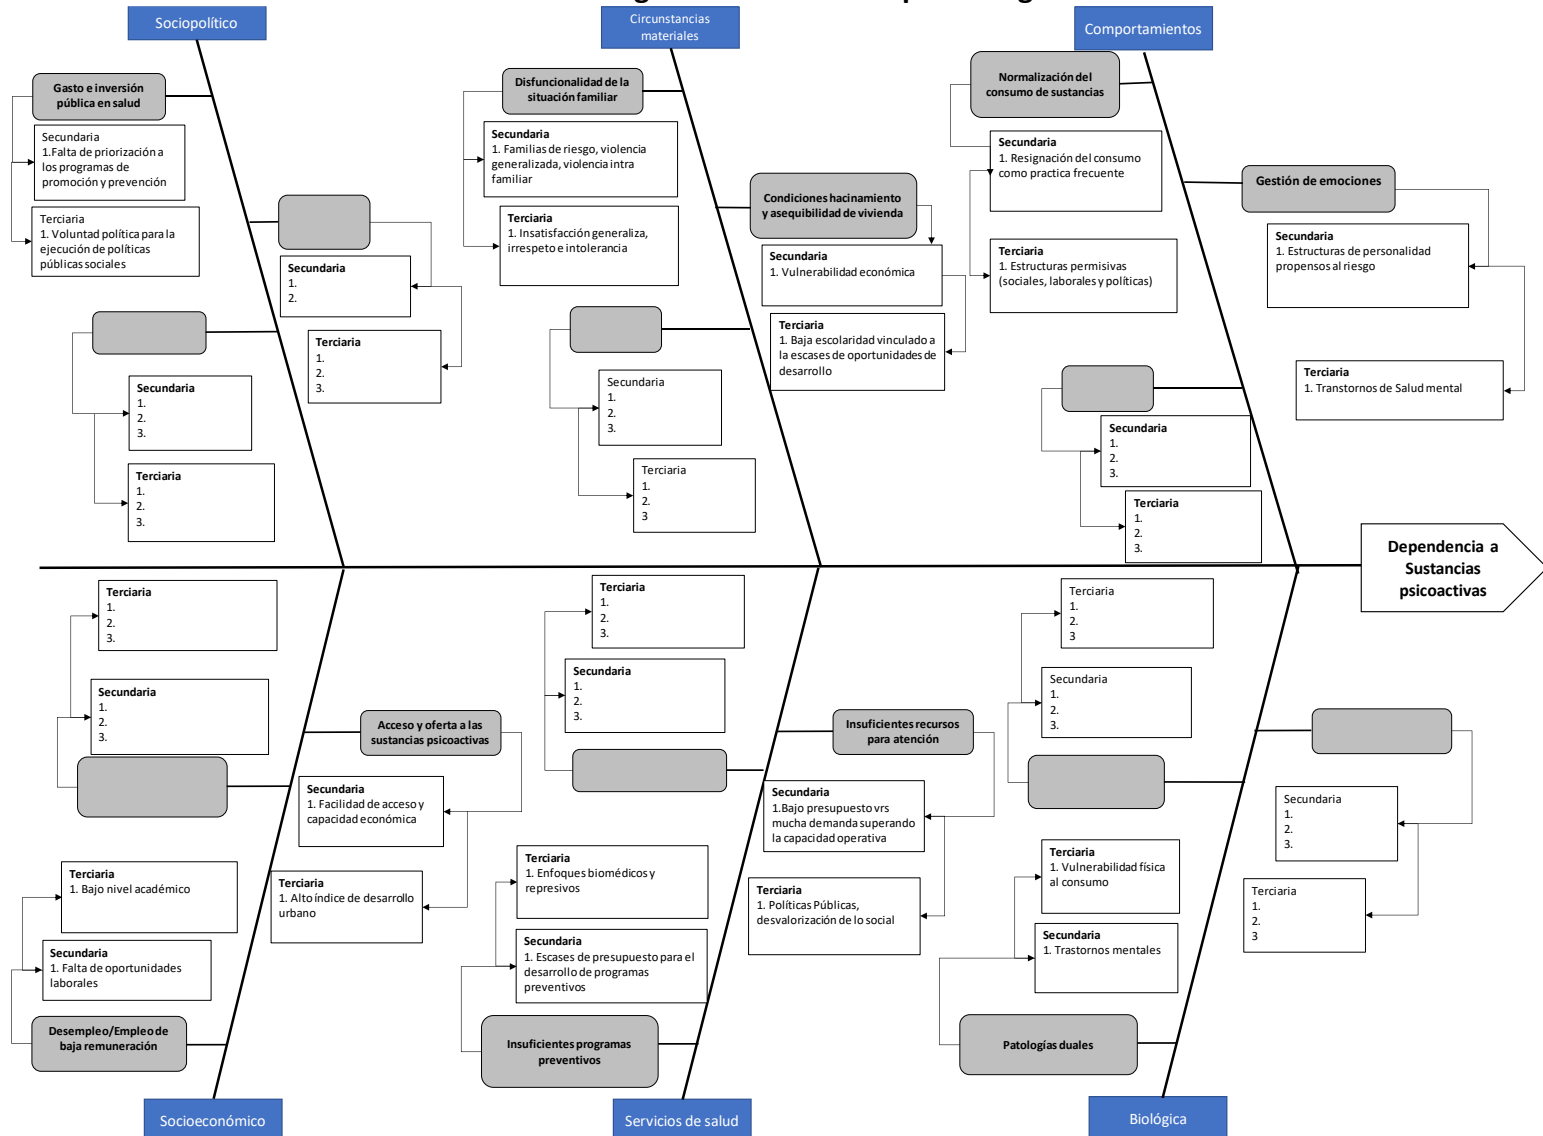 Sociopolítico
Circunstancias
materiales
Comportamientos
Gasto e inversión
pública en salud
Secundaria
1.Falta de priorización a
los programas de
promoción y prevención
Terciaria
1. Voluntad política para la
ejecución de políticas
públicas sociales
Secundaria
1.
2.
Terciaria
1.
2.
3.
Secundaria
1.
2.
3.
Terciaria
1.
2.
3.
Disfuncionalidad de la
situación familiar
Secundaria
1. Familias de riesgo, violencia
generalizada, violencia intra
familiar
Terciaria
1. Insatisfacción generaliza,
irrespeto e intolerancia
Condiciones hacinamiento
y asequibilidad de vivienda
Secundaria
1. Vulnerabilidad económica
Terciaria
1. Baja escolaridad vinculado a
la escases de oportunidades de
desarrollo
Secundaria
1.
2.
3.
Terciaria
1.
2.
3
Normalización del
consumo de sustancias
Secundaria
1. Resignación del consumo
como practica frecuente
Terciaria
1. Estructuras permisivas
(sociales, laborales y políticas)
Gestión de emociones
Secundaria
1. Estructuras de personalidad
propensos al riesgo
Terciaria
1. Transtornos de Salud mental
Secundaria
1.
2.
3.
Terciaria
1.
2.
3.
Dependencia a
Sustancias
psicoactivas
Terciaria
1.
2.
3.
Secundaria
1.
2.
3.
Acceso y oferta a las
sustancias psicoactivas
Secundaria
1. Facilidad de acceso y
capacidad económica
Terciaria
1. Alto índice de desarrollo
urbano
Terciaria
1. Bajo nivel académico
Secundaria
1. Falta de oportunidades
laborales
Desempleo/Empleo de
baja remuneración
Socioeconómico
Terciaria
1.
2.
3.
Secundaria
1.
2.
3.
Insuficientes recursos
para atención
Secundaria
1.Bajo presupuesto vrs
mucha demanda superando
la capacidad operativa
Terciaria
1. Políticas Públicas,
desvalorización de lo social
Terciaria
1. Enfoques biomédicos y
represivos
Secundaria
1. Escases de presupuesto para el
desarrollo de programas
preventivos
Insuficientes programas
preventivos
Servicios de salud
Terciaria
1.
2.
3
Secundaria
1.
2.
3.
Secundaria
1.
2.
3.
Terciaria
1.
2.
3
Terciaria
1. Vulnerabilidad física
al consumo
Secundaria
1. Trastornos mentales
Patologías duales
Biológica